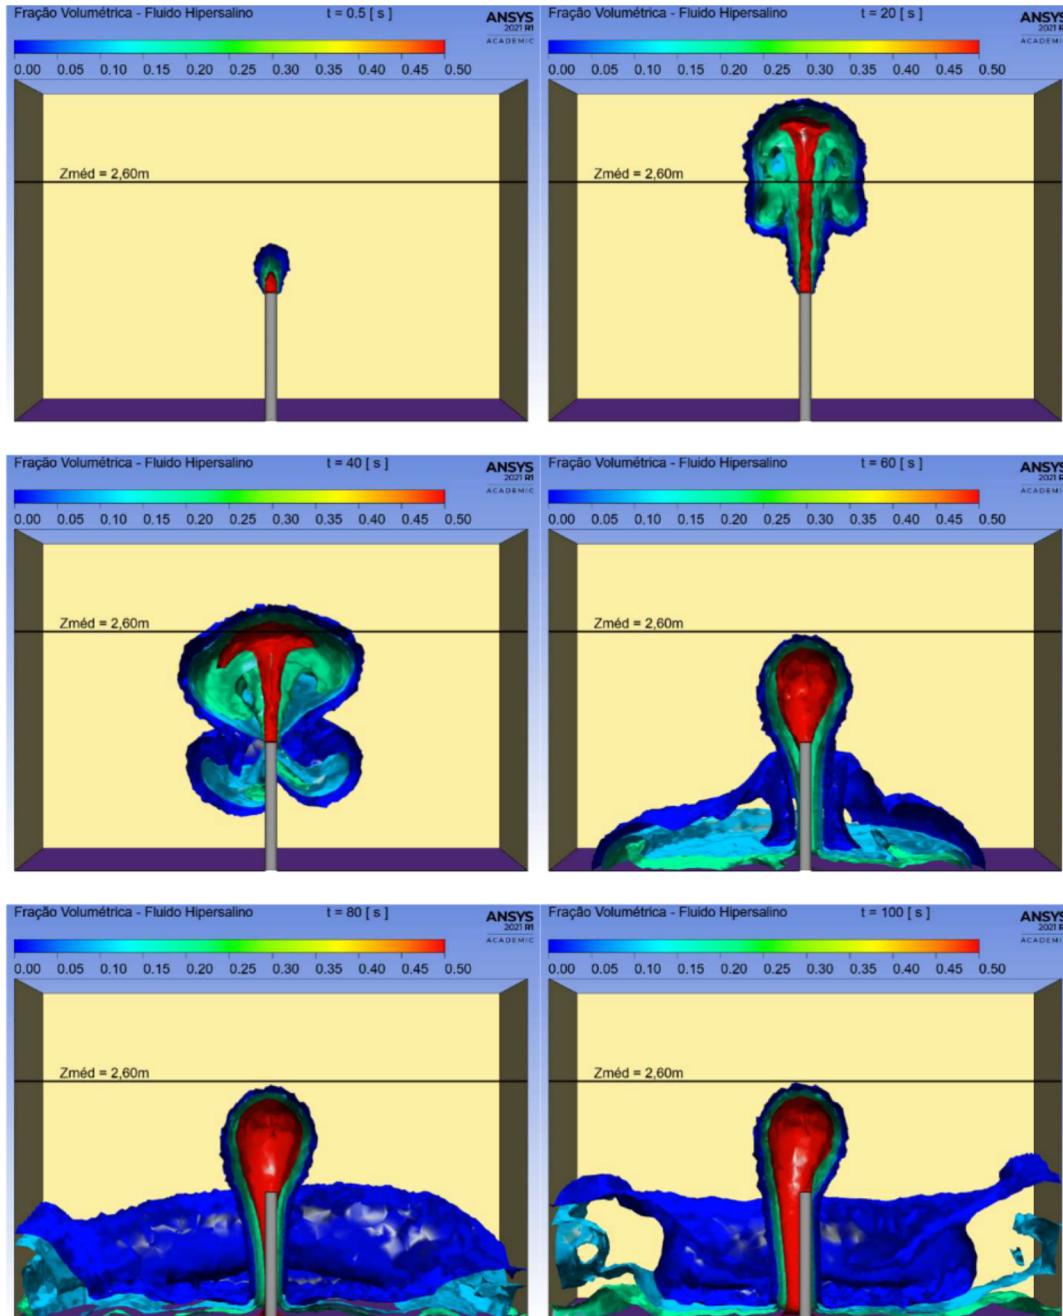 Fração Volumétrica - Fluido Hipersalino t = 0.5 [ s ]
ANSYS
2021 R1
ACADEMIC
0.00 0.05 0.10 0.15 0.20 0.25 0.30 0.35 0.40 0.45 0.50
Zméd = 2,60m
Fração Volumétrica - Fluido Hipersalino t = 20 [ s ]
ANSYS
2021 R1
ACADEMIC
0.00 0.05 0.10 0.15 0.20 0.25 0.30 0.35 0.40 0.45 0.50
Zméd = 2,60m
Fração Volumétrica - Fluido Hipersalino t = 40 [ s ]
ANSYS
2021 R1
ACADEMIC
0.00 0.05 0.10 0.15 0.20 0.25 0.30 0.35 0.40 0.45 0.50
Zméd = 2,60m
Fração Volumétrica - Fluido Hipersalino t = 60 [ s ]
ANSYS
2021 R1
ACADEMIC
0.00 0.05 0.10 0.15 0.20 0.25 0.30 0.35 0.40 0.45 0.50
Zméd = 2,60m
Fração Volumétrica - Fluido Hipersalino t = 80 [ s ]
ANSYS
2021 R1
ACADEMIC
0.00 0.05 0.10 0.15 0.20 0.25 0.30 0.35 0.40 0.45 0.50
Zméd = 2,60m
Fração Volumétrica - Fluido Hipersalino t = 100 [ s ]
ANSYS
2021 R1
ACADEMIC
0.00 0.05 0.10 0.15 0.20 0.25 0.30 0.35 0.40 0.45 0.50
Zméd = 2,60m